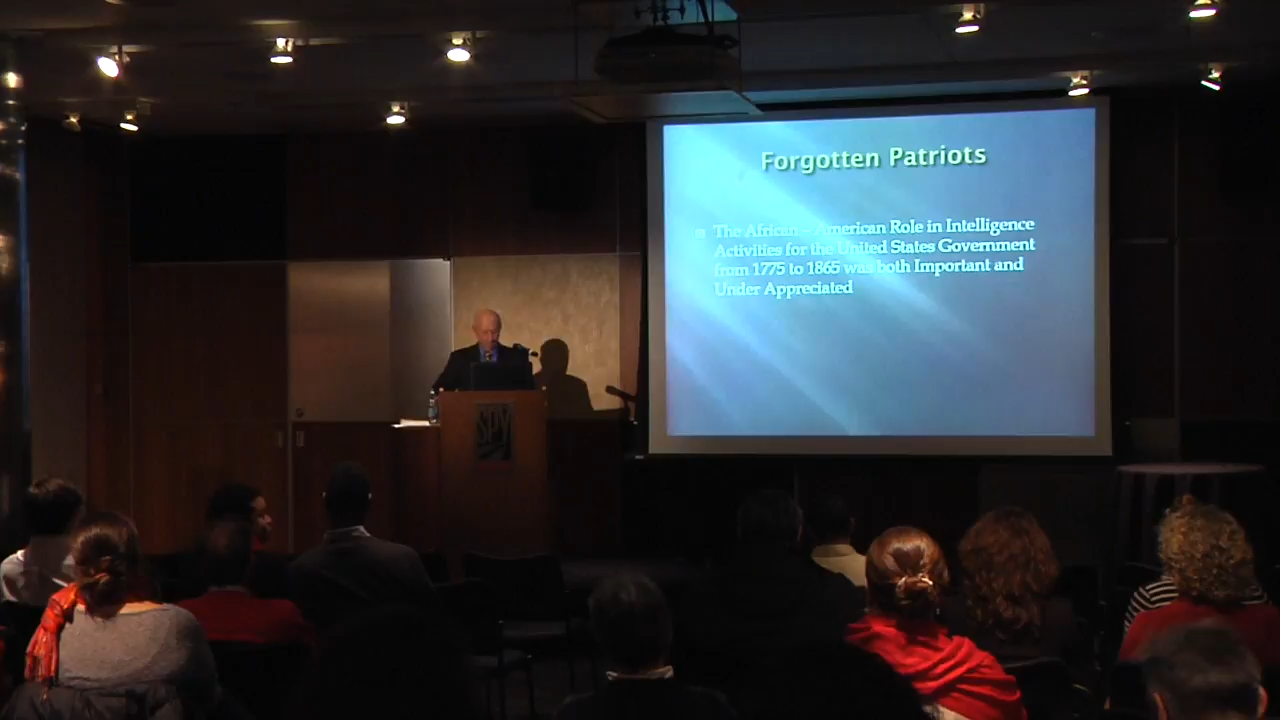 Forgotten Patriots
The African – American Role in Intelligence
Activities for the United States Government
from 1775 to 1865 was both Important and
Under Appreciated
SPY